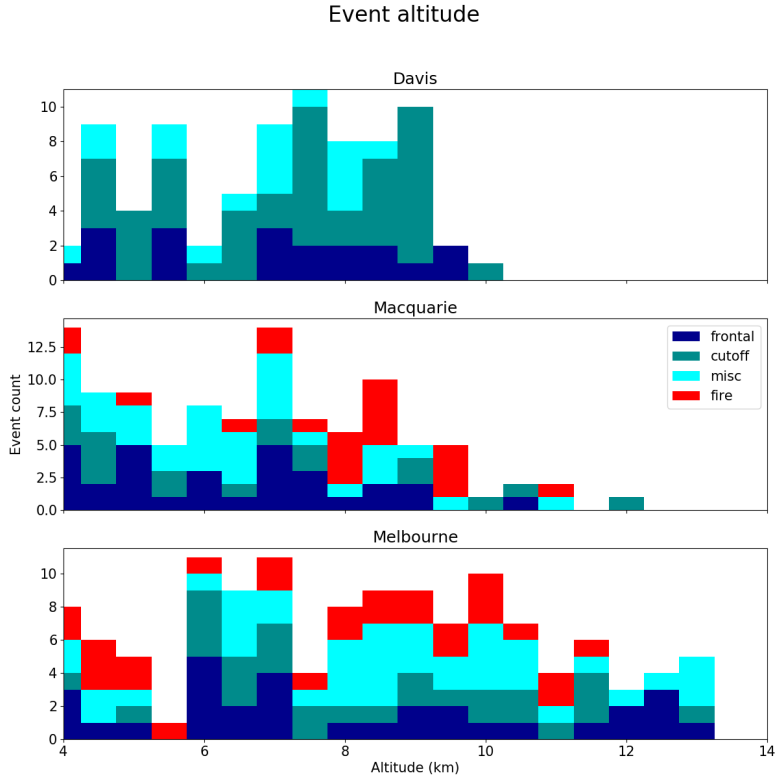 Event altitude
Davis
10
8
6
4
2
0
Macquarie
12.5
10.0
7.5
5.0
2.5
0.0
Event count
frontal
cutoff
misc
fire
Melbourne
10
8
6
4
2
0
4 6 8 10 12 14
Altitude (km)